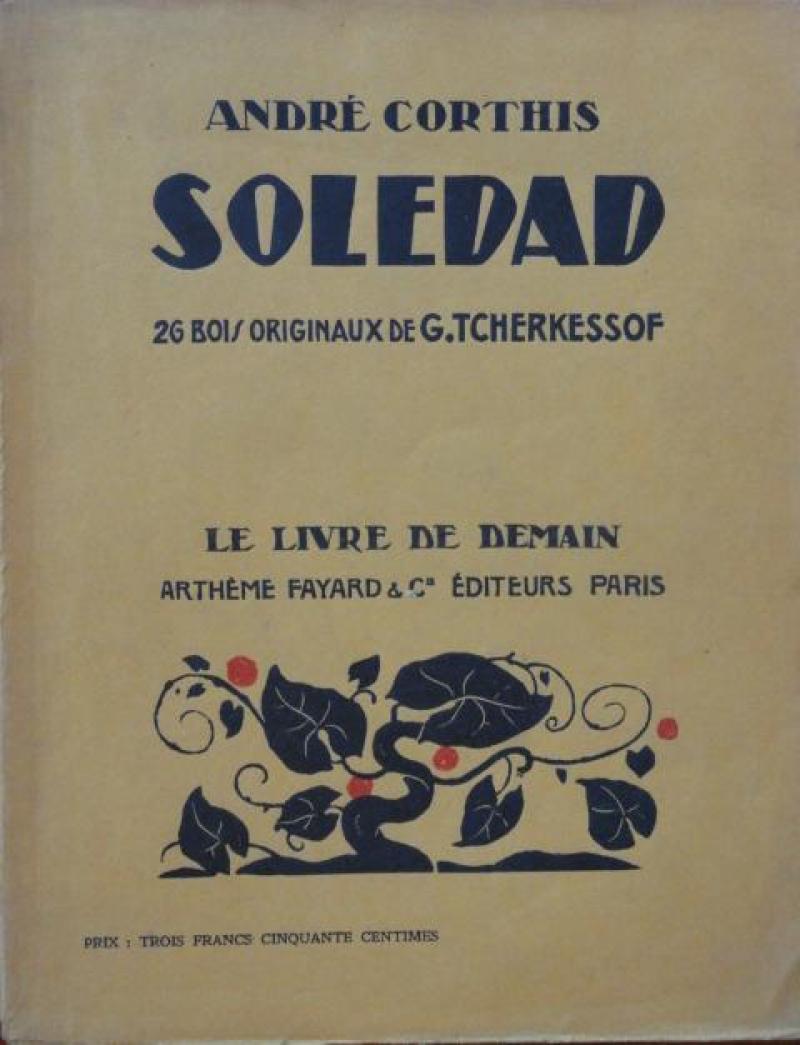 ANDRÉ CORTHIS
SOLEDAD
26 BOIS ORIGINAUX DE G. TCHERKESSOF
LE LIVRE DE DEMAIN
ARTHÈME FAYARD & Cie ÉDITEURS PARIS
PRIX : TROIS FRANCS CINQUANTE CENTIMES